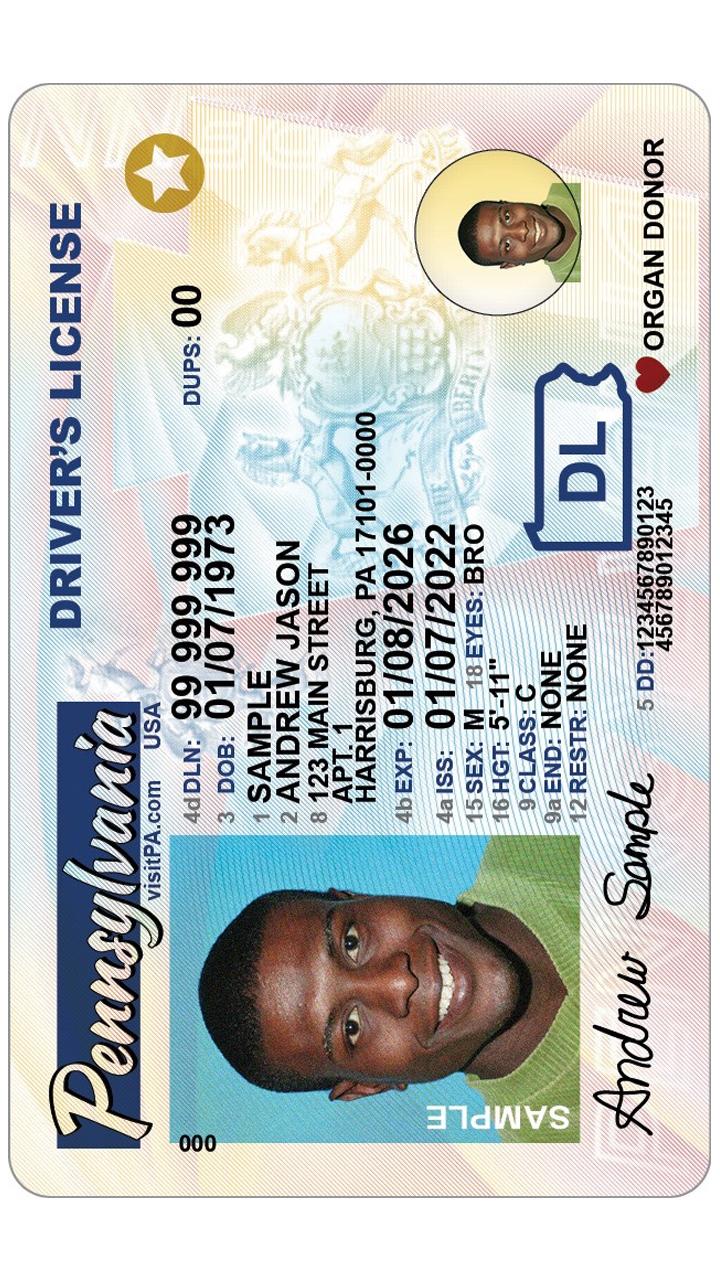 Pennsylvania
DRIVER'S LICENSE
visitPA.com USA
000
4d DLN: 99 999 999
DUPS: 00
3 DOB: 01/07/1973
1 SAMPLE
2 ANDREW JASON
8 123 MAIN STREET
APT. 1
HARRISBURG, PA 17101-0000
4b EXP: 01/08/2026
4a ISS: 01/07/2022
15 SEX: M 18 EYES: BRO
16 HGT: 5'-11"
9 CLASS: C
9a END: NONE
12 RESTR: NONE
SAMPLE
DL
Andrew Sample
5 DD:1234567890123
456789012345
ORGAN DONOR